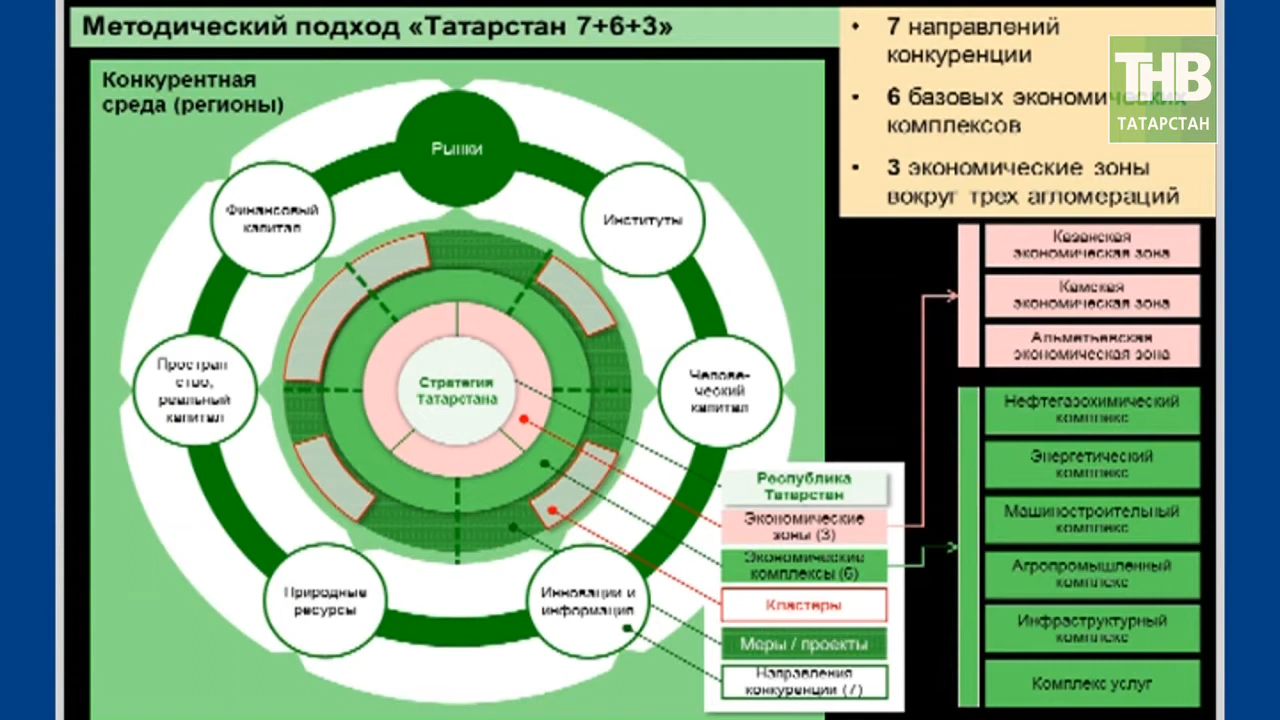 Методический подход «Татарстан 7+6+3»
• 7 направлений
конкуренции
• 6 базовых экономических
комплексов
• 3 экономические зоны
вокруг трех агломераций
ТНВ
ТАТАРСТАН
Конкурентная
среда (регионы)
Рынки
Финансовый
капитал
Институты
Простран
ство,
реальный
капитал
Стратегия
Татарстана
Челове-
ческий
капитал
Природные
ресурсы
Инновации и
информация
Республика
Татарстан
Экономические
зоны (3)
Экономические
комплексы (6)
Кластеры
Меры / проекты
Направления
конкуренции (7)
Казанская
экономическая зона
Камская
экономическая зона
Альметьевская
экономическая зона
Нефтегазохимический
комплекс
Энергетический
комплекс
Машиностроительный
комплекс
Агропромышленный
комплекс
Инфраструктурный
комплекс
Комплекс услуг